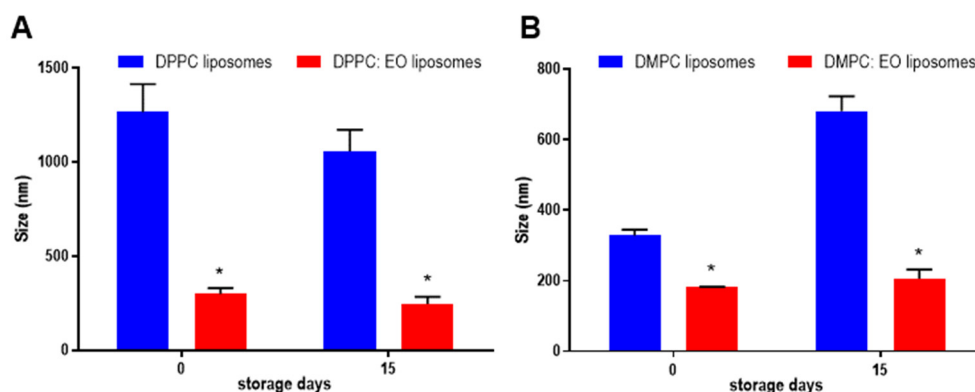 A
DPPC liposomes DPPC: EO liposomes
1500
1000
500
0
Size (nm)
* *
0 15
storage days
B
DMPC liposomes DMPC: EO liposomes
800
600
400
200
0
Size (nm)
* *
0 15
storage days